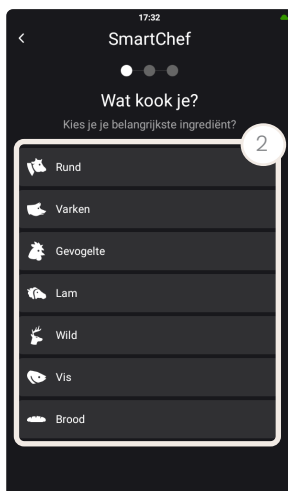 17:32
SmartChef
Wat kook je?
Kies je je belangrijkste ingrediënt?
2
Rund
Varken
Gevogelte
Lam
Wild
Vis
Brood